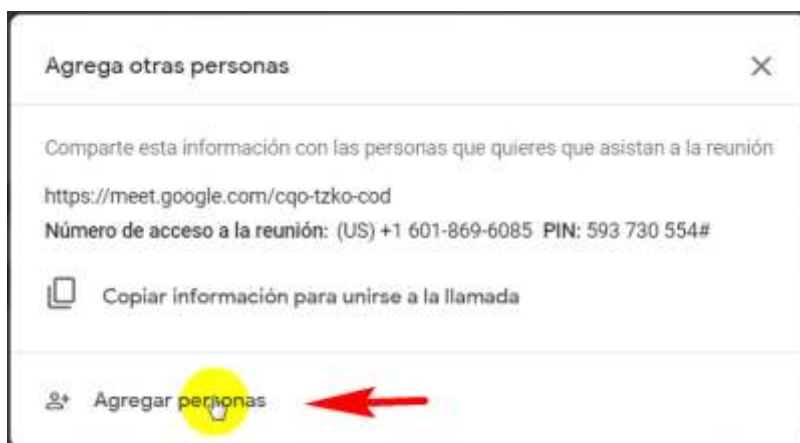 Agrega otras personas
Comparte esta información con las personas que quieres que asistan a la reunión
https://meet.google.com/cqo-tzko-cod
Número de acceso a la reunión: (US) +1 601-869-6085 PIN: 593 730 554#
Copiar información para unirse a la llamada
Agregar personas